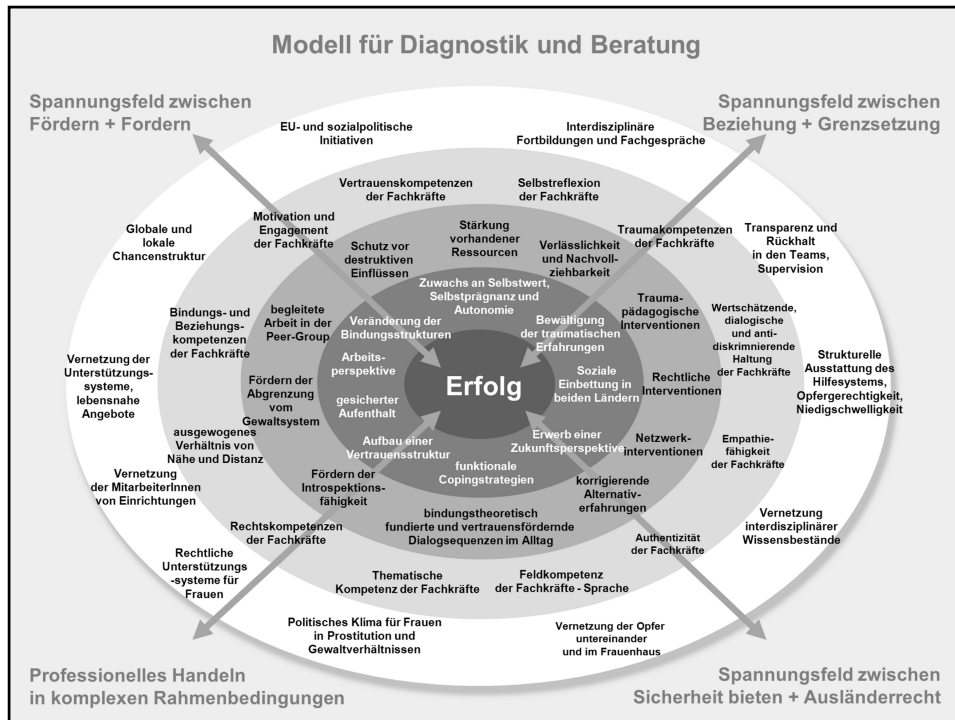 Modell für Diagnostik und Beratung
Spannungsfeld zwischen
Fördern + Fordern
Spannungsfeld zwischen
Beziehung + Grenzsetzung
EU- und sozialpolitische
Initiativen
Interdisziplinäre
Fortbildungen und Fachgespräche
Vertrauenskompetenzen
der Fachkräfte
Selbstreflexion
der Fachkräfte
Globale und
lokale
Chancenstruktur
Motivation und
Engagement
der Fachkräfte
Schutz vor
destruktiven
Einflüssen
Stärkung
vorhandener
Ressourcen
Verlässlichkeit
und Nachvoll-
ziehbarkeit
Traumakompetenzen
der Fachkräfte
Transparenz und
Rückhalt
in den Teams,
Supervision
Zuwachs an Selbstwert,
Selbstprägnanz und
Autonomie
Bindungs- und
Beziehungs-
kompetenzen
der Fachkräfte
begleitete
Arbeit in der
Peer-Group
Veränderung der
Bindungsstrukturen
Bewältigung
der traumatischen
Erfahrungen
Trauma-
pädagogische
Interventionen
Wertschätzende,
dialogische
und anti-
diskrimnierende
Haltung
der Fachkräfte
Vernetzung der
Unterstützungs-
systeme,
lebensnahe
Angebote
Fördern der
Abgrenzung
vom
Gewaltsystem
Arbeits-
perspektive
gesicherter
Aufenthalt
Erfolg
Soziale
Einbettung in
beiden Ländern
Rechtliche
Interventionen
Strukturelle
Ausstattung des
Hilfesystems,
Opfergerechtigkeit,
Niedigschwelligkeit
ausgewogenes
Verhältnis von
Nähe und Distanz
Aufbau einer
Vertrauensstruktur
Erwerb einer
Zukunftsperspektive
Netzwerk-
interventionen
Empathie-
fähigkeit
der Fachkräfte
Vernetzung
der MitarbeiterInnen
von Einrichtungen
Fördern der
Introspektions-
fähigkeit
funktionale
Copingstrategien
korrigierende
Alternativ-
erfahrungen
Rechtskompetenzen
der Fachkräfte
bindungstheoretisch
fundierte und vertrauensfördernde
Dialogsequenzen im Alltag
Authentizität
der Fachkräfte
Vernetzung
interdisziplinärer
Wissensbestände
Rechtliche
Unterstützungs
-systeme für
Frauen
Thematische
Kompetenz der Fachkräfte
Feldkompetenz
der Fachkräfte - Sprache
Politisches Klima für Frauen
in Prostitution und
Gewaltverhältnissen
Vernetzung der Opfer
untereinander
und im Frauenhaus
Professionelles Handeln
in komplexen Rahmenbedingungen
Spannungsfeld zwischen
Sicherheit bieten + Ausländerrecht